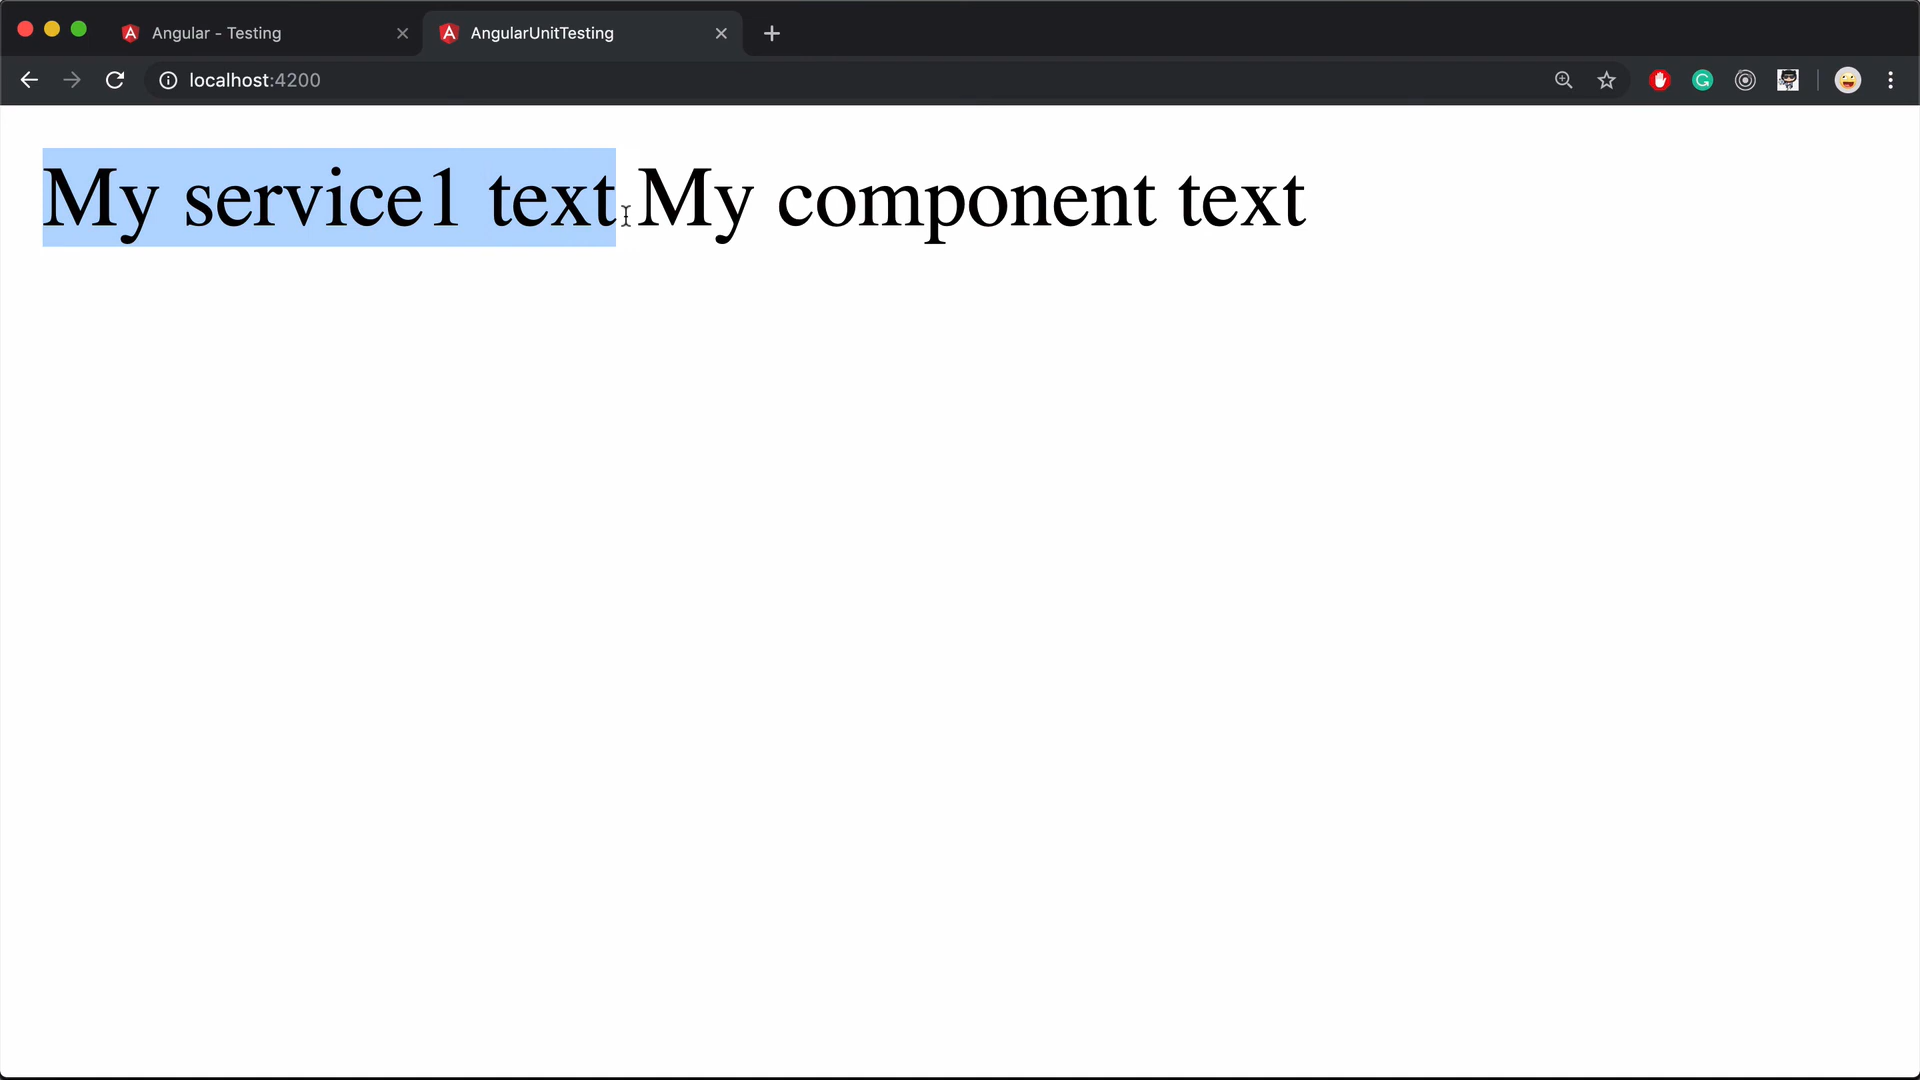 Angular - Testing
AngularUnitTesting
localhost:4200
My service1 text My component text